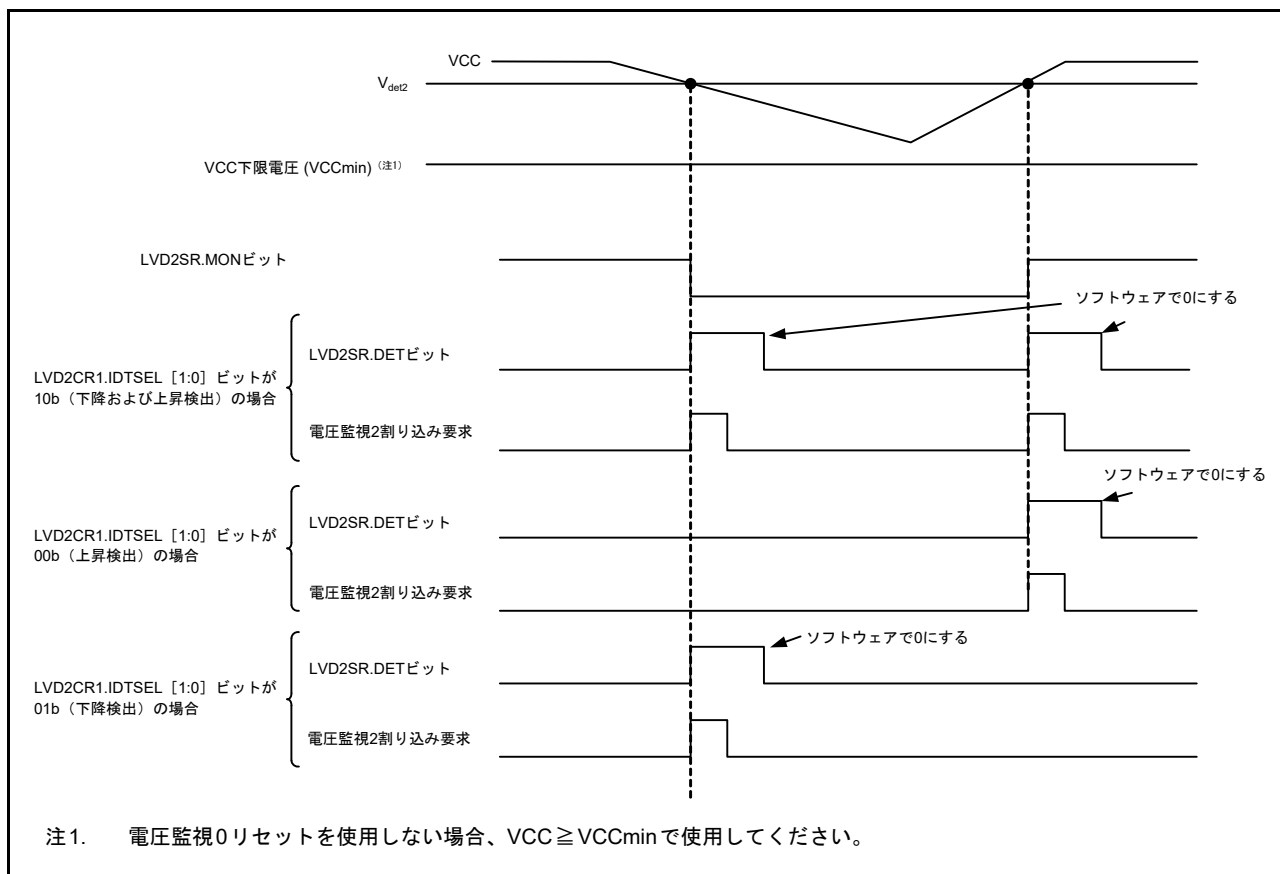 VCC
Vdet2
VCC下限電圧 (VCCmin) (注1)
LVD2SR.MONビット
ソフトウェアで0にする
LVD2CR1.IDTSEL［1:0］ビットが
10b（下降および上昇検出）の場合
LVD2SR.DETビット
電圧監視2割り込み要求
ソフトウェアで0にする
LVD2CR1.IDTSEL［1:0］ビットが
00b（上昇検出）の場合
LVD2SR.DETビット
電圧監視2割り込み要求
ソフトウェアで0にする
LVD2CR1.IDTSEL［1:0］ビットが
01b（下降検出）の場合
LVD2SR.DETビット
電圧監視2割り込み要求
注1. 電圧監視0リセットを使用しない場合、VCC≧VCCminで使用してください。